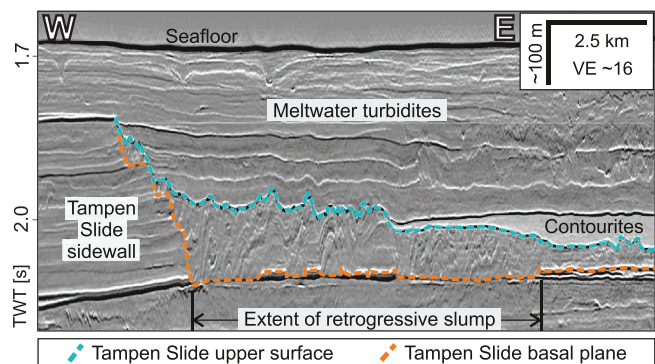 W
E
Seafloor
~100 m
2.5 km
VE ~16
1.7
Meltwater turbidites
Tampen
Slide
sidewall
2.0
Contourites
TWT [s]
Extent of retrogressive slump
Tampen Slide upper surface
Tampen Slide basal plane